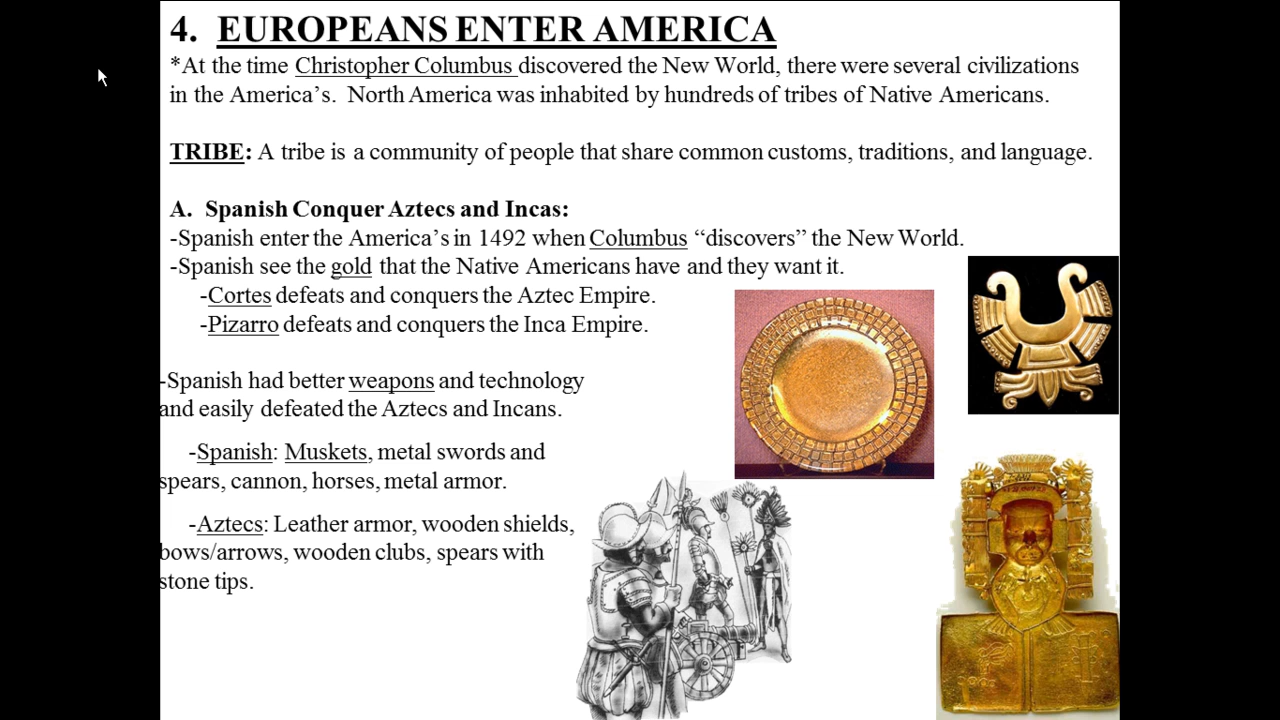 4. EUROPEANS ENTER AMERICA
*At the time Christopher Columbus discovered the New World, there were several civilizations
in the America's. North America was inhabited by hundreds of tribes of Native Americans.
TRIBE: A tribe is a community of people that share common customs, traditions, and language.
A. Spanish Conquer Aztecs and Incas:
-Spanish enter the America's in 1492 when Columbus “discovers” the New World.
-Spanish see the gold that the Native Americans have and they want it.
-Cortes defeats and conquers the Aztec Empire.
-Pizarro defeats and conquers the Inca Empire.
-Spanish had better weapons and technology
and easily defeated the Aztecs and Incans.
-Spanish: Muskets, metal swords and
spears, cannon, horses, metal armor.
-Aztecs: Leather armor, wooden shields,
bows/arrows, wooden clubs, spears with
stone tips.